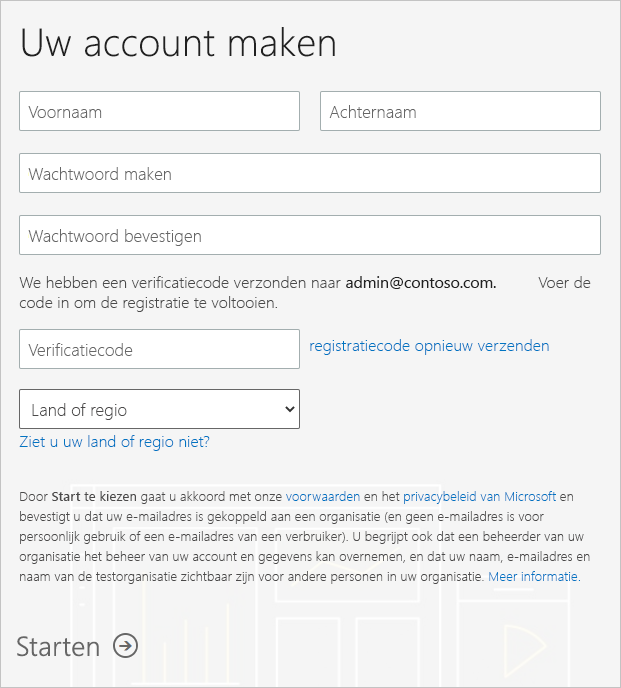 Uw account maken
Voornaam Achternaam
Wachtwoord maken
Wachtwoord bevestigen
We hebben een verificatiecode verzonden naar admin@contoso.com. Voer de
code in om de registratie te voltooien.
Verificatiecode registratiecode opnieuw verzenden
Land of regio
Ziet u uw land of regio niet?
Door Start te kiezen gaat u akkoord met onze voorwaarden en het privacybeleid van Microsoft en
bevestigt u dat uw e-mailadres is gekoppeld aan een organisatie (en geen e-mailadres is voor
persoonlijk gebruik of een e-mailadres van een verbruiker). U begrijpt ook dat een beheerder van uw
organisatie het beheer van uw account en gegevens kan overnemen, en dat uw naam, e-mailadres en
naam van de testorganisatie zichtbaar zijn voor andere personen in uw organisatie. Meer informatie.
Starten